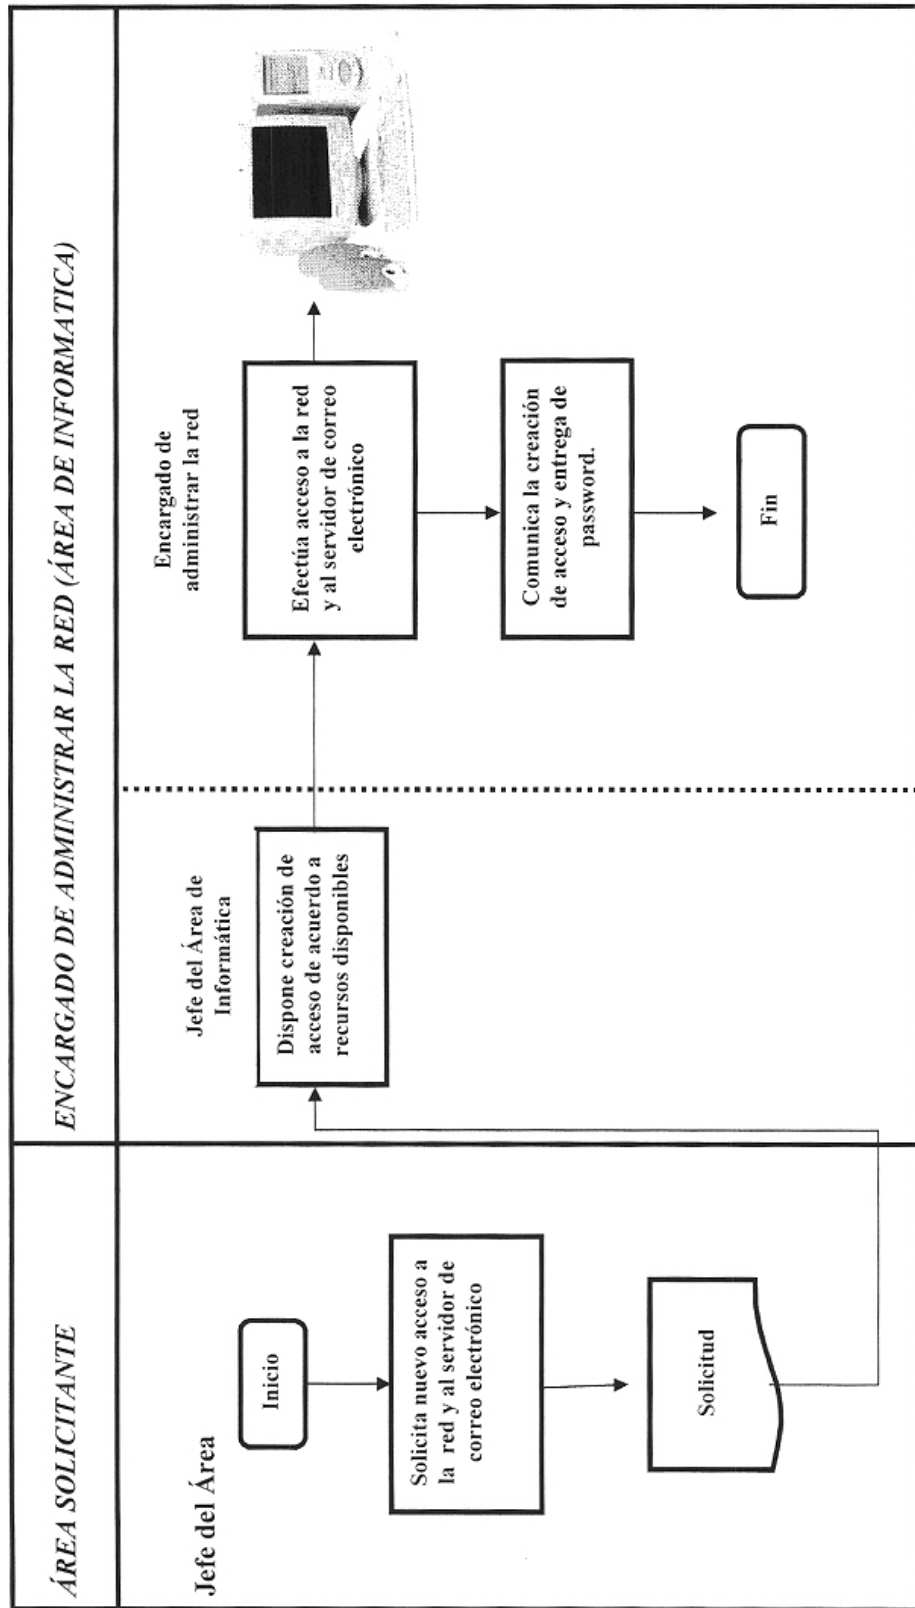 ÁREA SOLICITANTE
ENCARGADO DE ADMINISTRAR LA RED (ÁREA DE INFORMATICA)
Jefe del Área
Inicio
Solicita nuevo acceso a
la red y al servidor de
correo electrónico
Solicitud
Jefe del Área de
Informática
Dispone creación de
acceso de acuerdo a
recursos disponibles
Encargado de
administrar la red
Efectúa acceso a la red
y al servidor de correo
electrónico
Comunica la creación
de acceso y entrega de
password.
Fin